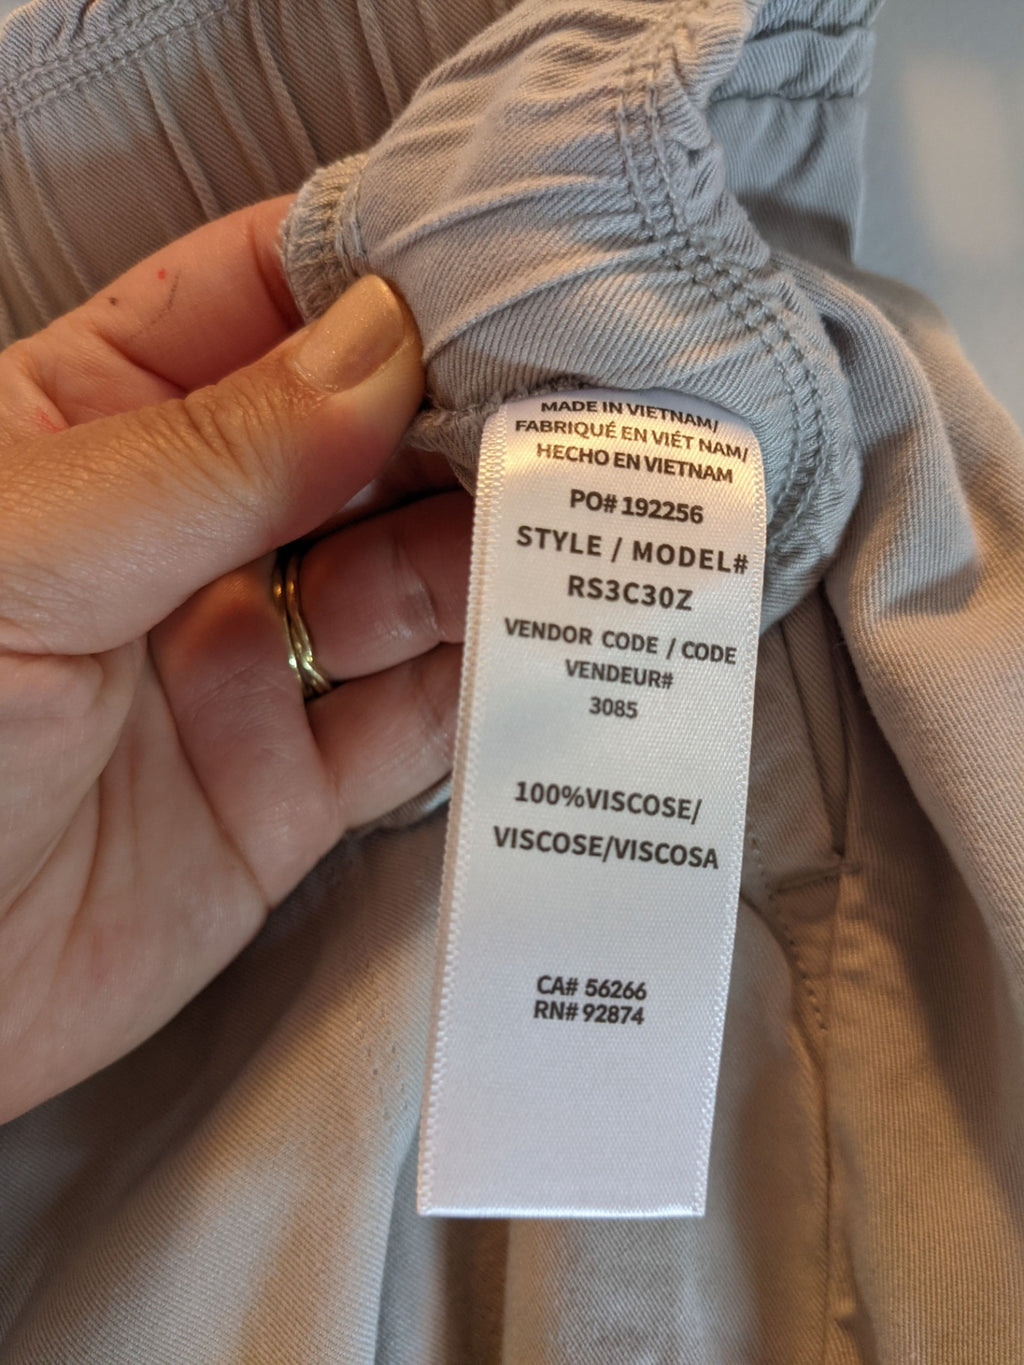 MADE IN VIETNAM/
FABRIQUÉ EN VIÊT NAM/
HECHO EN VIETNAM
PO# 192256
STYLE / MODEL#
RS3C30Z
VENDOR CODE / CODE
VENDEUR#
3085
100%VISCOSE/
VISCOSE/VISCOSA
CA# 56266
RN# 92874